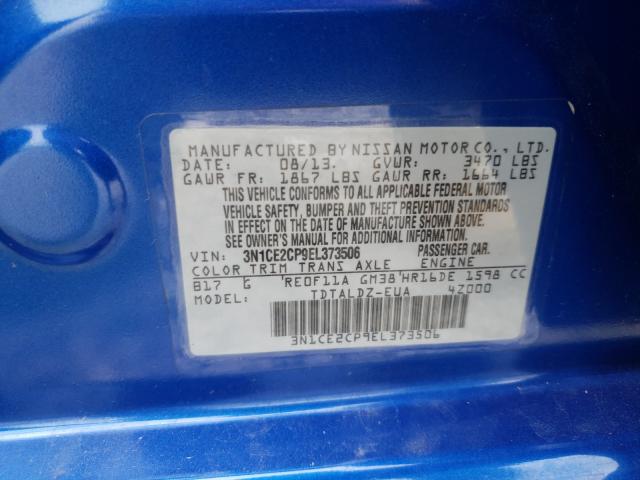 MANUFACTURED BY NISSAN MOTOR CO., LTD.
DATE: 08/13. GVWR: 3470 LBS
GAWR FR: 1867 LBS GAWR RR: 1664 LBS
THIS VEHICLE CONFORMS TO ALL APPLICABLE FEDERAL MOTOR
VEHICLE SAFETY, BUMPER AND THEFT PREVENTION STANDARDS
IN EFFECT ON THE DATE OF MANUFACTURE SHOWN ABOVE.
SEE OWNER'S MANUAL FOR ADDITIONAL INFORMATION.
VIN: 3N1CE2CP9EL373506 PASSENGER CAR.
COLOR TRIM TRANS AXLE ENGINE
B17 G RE0F11A GM38 HR16DE 1598 CC
MODEL: TDTALDZ-EUA 4Z000
3N1CE2CP9EL373506